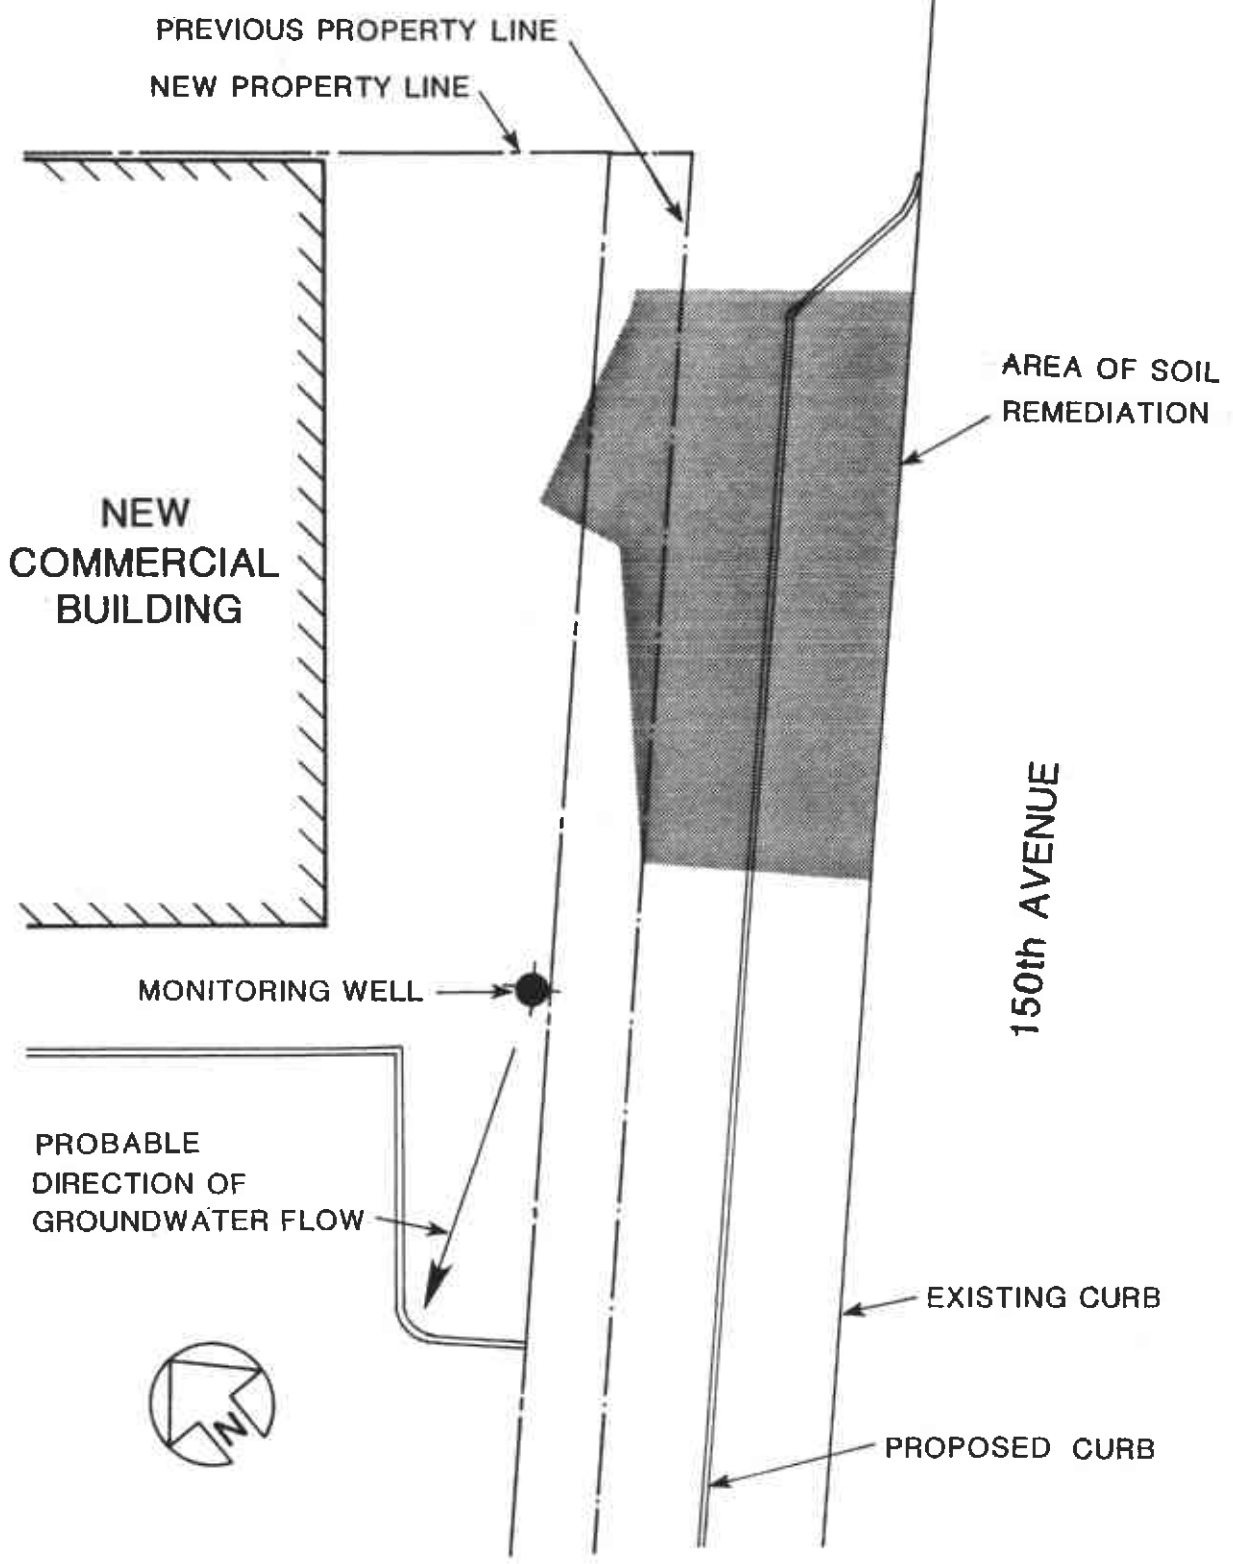 PREVIOUS PROPERTY LINE
NEW PROPERTY LINE
AREA OF SOIL
REMEDIATION
NEW
COMMERCIAL
BUILDING
150th AVENUE
MONITORING WELL
PROBABLE
DIRECTION OF
GROUNDWATER FLOW
EXISTING CURB
N
PROPOSED CURB